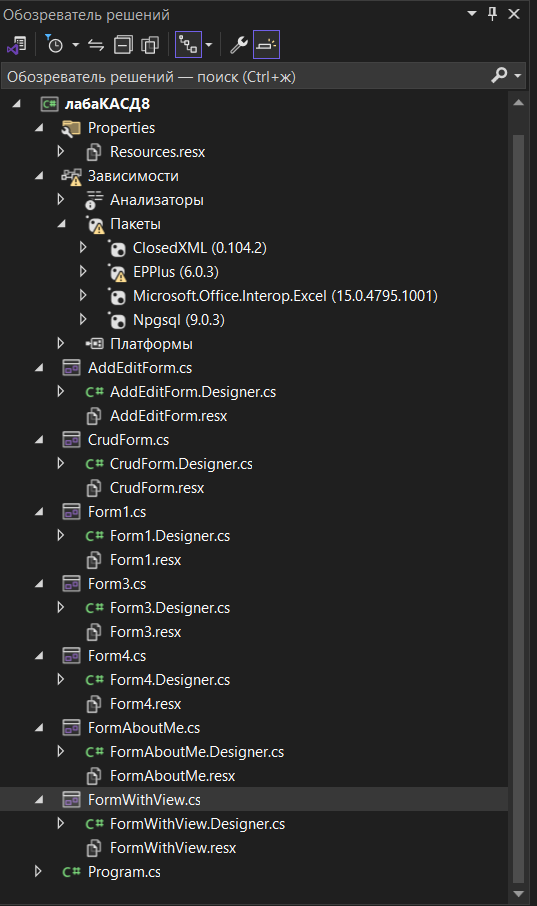 Обозреватель решений
Обозреватель решений — поиск (Ctrl+ж)
C# лабаКАСД8
Properties
Resources.resx
Зависимости
Анализаторы
Пакеты
ClosedXML (0.104.2)
EPPlus (6.0.3)
Microsoft.Office.Interop.Excel (15.0.4795.1001)
Npgsql (9.0.3)
Платформы
AddEditForm.cs
C# AddEditForm.Designer.cs
AddEditForm.resx
CrudForm.cs
C# CrudForm.Designer.cs
CrudForm.resx
Form1.cs
C# Form1.Designer.cs
Form1.resx
Form3.cs
C# Form3.Designer.cs
Form3.resx
Form4.cs
C# Form4.Designer.cs
Form4.resx
FormAboutMe.cs
C# FormAboutMe.Designer.cs
FormAboutMe.resx
FormWithView.cs
C# FormWithView.Designer.cs
FormWithView.resx
C# Program.cs